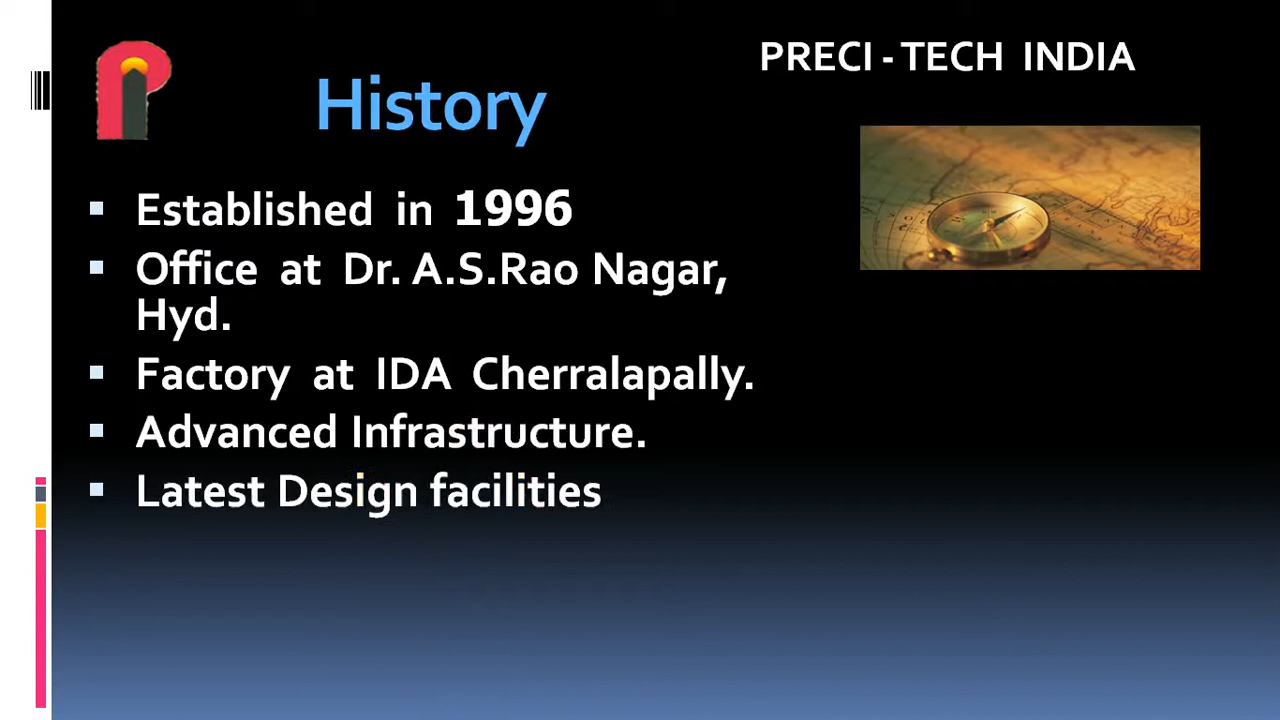 PRECI - TECH INDIA
History
Established in 1996
Office at Dr. A.S.Rao Nagar,
Hyd.
Factory at IDA Cherralapally.
Advanced Infrastructure.
Latest Design facilities